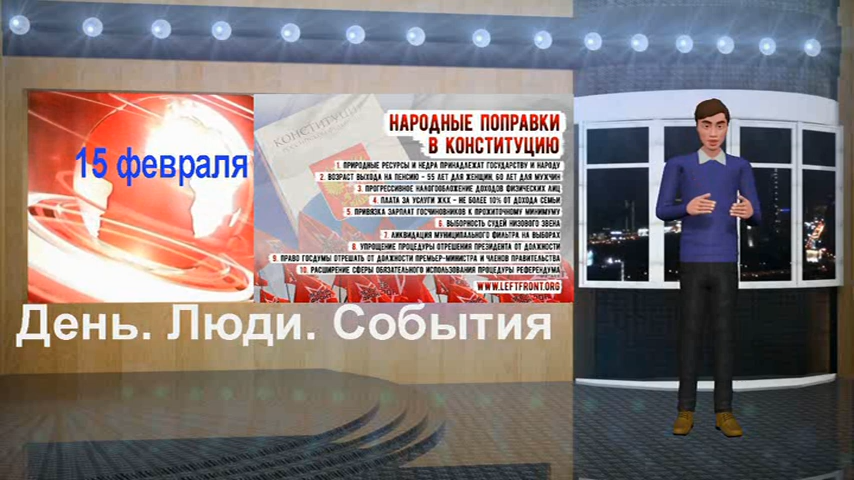 15 февраля
КОНСТИТУЦИЯ
НАРОДНЫЕ ПОПРАВКИ
В КОНСТИТУЦИЮ
1. ПРИРОДНЫЕ РЕСУРСЫ И НЕДРА ПРИНАДЛЕЖАТ ГОСУДАРСТВУ И НАРОДУ
2. ВОЗРАСТ ВЫХОДА НА ПЕНСИЮ - 55 ЛЕТ ДЛЯ ЖЕНЩИН, 60 ЛЕТ ДЛЯ МУЖЧИН
3. ПРОГРЕССИВНОЕ НАЛОГООБЛОЖЕНИЕ ДОХОДОВ ФИЗИЧЕСКИХ ЛИЦ
4. ПЛАТА ЗА УСЛУГИ ЖКХ - НЕ БОЛЕЕ 10% ОТ ДОХОДА СЕМЬИ
5. ПРИВЯЗКА ЗАРПЛАТ ГОСЧИНОВНИКОВ К ПРОЖИТОЧНОМУ МИНИМУМУ
6. ВЫБОРНОСТЬ СУДЕЙ НИЗОВОГО ЗВЕНА
7. ЛИКВИДАЦИЯ МУНИЦИПАЛЬНОГО ФИЛЬТРА НА ВЫБОРАХ
8. УПРОЩЕНИЕ ПРОЦЕДУРЫ ОТРЕШЕНИЯ ПРЕЗИДЕНТА ОТ ДОЛЖНОСТИ
9. ПРАВО ГОСДУМЫ ОТРЕШАТЬ ОТ ДОЛЖНОСТИ ПРЕМЬЕР-МИНИСТРА И ЧЛЕНОВ ПРАВИТЕЛЬСТВА
10. РАСШИРЕНИЕ СФЕРЫ ОБЯЗАТЕЛЬНОГО ИСПОЛЬЗОВАНИЯ ПРОЦЕДУРЫ РЕФЕРЕНДУМА
WWW.LEFTFRONT.ORG
День. Люди. События